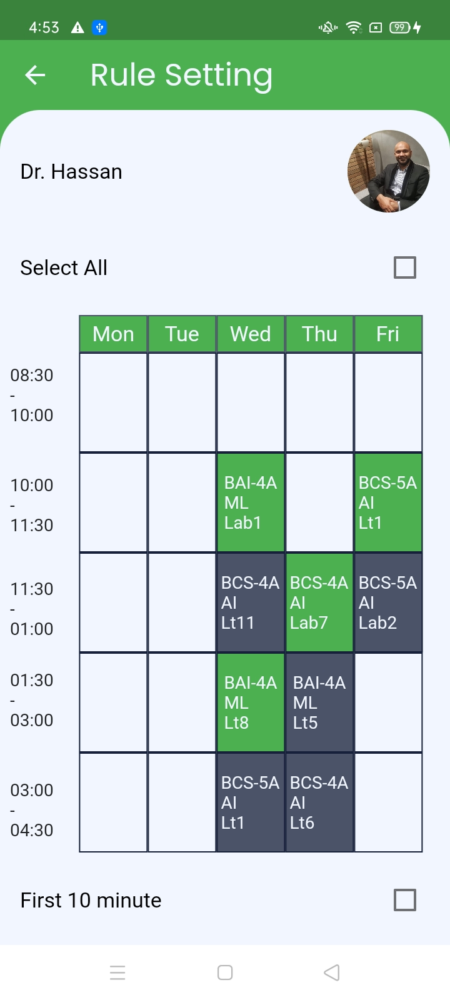 4:53
99
Rule Setting
Dr. Hassan
Select All
Mon Tue Wed Thu Fri
08:30
-
10:00
10:00
-
11:30
BAI-4A
ML
Lab1
BCS-5A
AI
Lt1
11:30
-
01:00
BCS-4A
AI
Lt11
BCS-4A
AI
Lab7
BCS-5A
AI
Lab2
01:30
-
03:00
BAI-4A
ML
Lt8
BAI-4A
ML
Lt5
03:00
-
04:30
BCS-5A
AI
Lt1
BCS-4A
AI
Lt6
First 10 minute